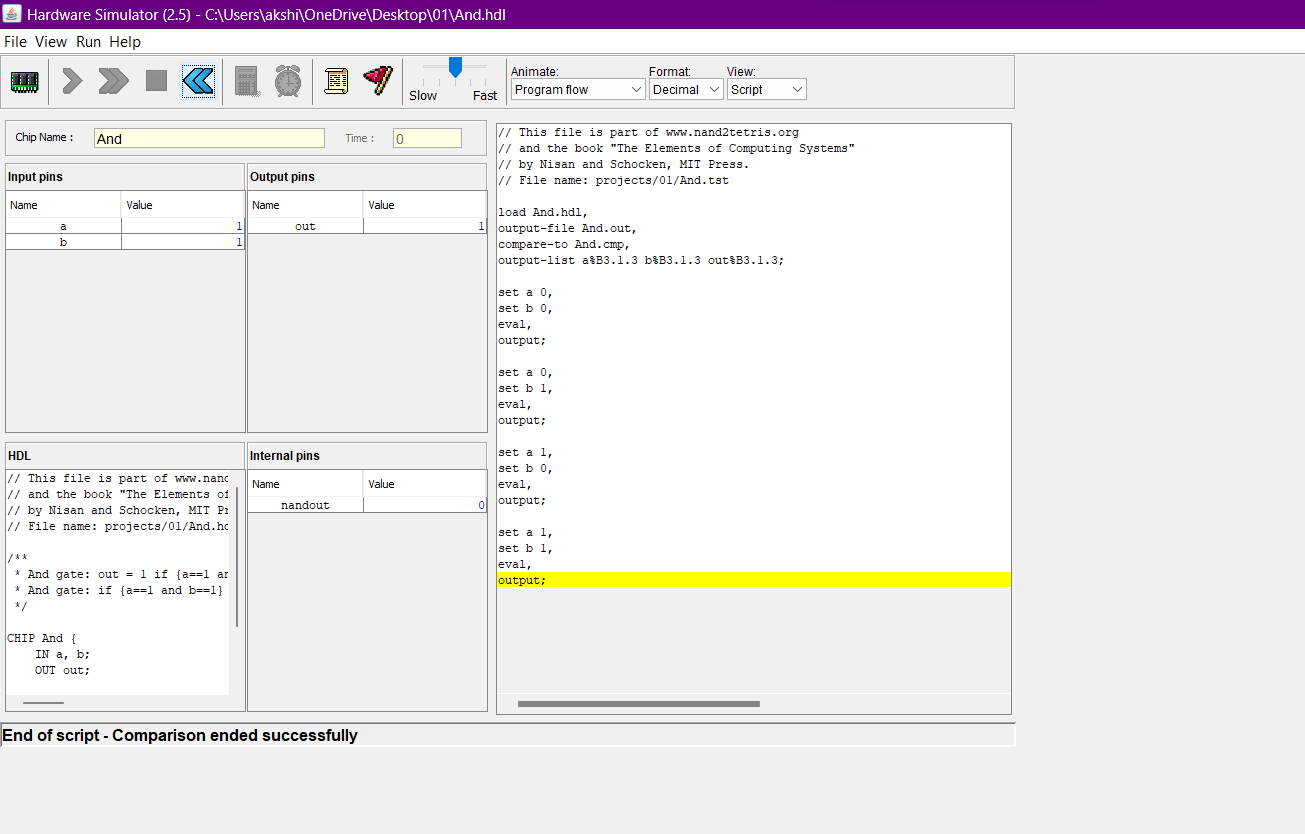 Hardware Simulator (2.5) - C:\Users\akshi\OneDrive\Desktop\01\And.hdl
File View Run Help
Slow Fast
Animate: Format: View:
Program flow Decimal Script
Chip Name : And Time : 0
Input pins
Name Value
a 1
b 1
Output pins
Name Value
out 1
HDL
// This file is part of www.nand
// and the book "The Elements of
// by Nisan and Schocken, MIT Pr
// File name: projects/01/And.hd
/**
* And gate: out = 1 if {a==1 an
* And gate: if {a==1 and b==1}
*/
CHIP And {
IN a, b;
OUT out;
Internal pins
Name Value
nandout 0
// This file is part of www.nand2tetris.org
// and the book "The Elements of Computing Systems"
// by Nisan and Schocken, MIT Press.
// File name: projects/01/And.tst
load And.hdl,
output-file And.out,
compare-to And.cmp,
output-list a%B3.1.3 b%B3.1.3 out%B3.1.3;
set a 0,
set b 0,
eval,
output;
set a 0,
set b 1,
eval,
output;
set a 1,
set b 0,
eval,
output;
set a 1,
set b 1,
eval,
output;
End of script - Comparison ended successfully